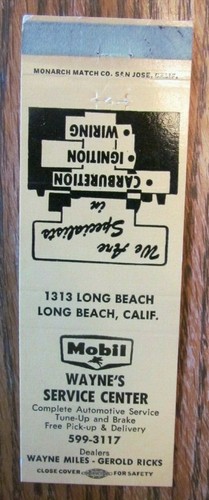 MONARCH MATCH CO. SAN JOSE, CALIF.
We Are
Specialists
in
CARBURETION
• IGNITION
• WIRING
1313 LONG BEACH
LONG BEACH, CALIF.
Mobil
WAYNE'S
SERVICE CENTER
Complete Automotive Service
Tune-Up and Brake
Free Pick-up & Delivery
599-3117
Dealers
WAYNE MILES - GEROLD RICKS
CLOSE COVER FOR SAFETY